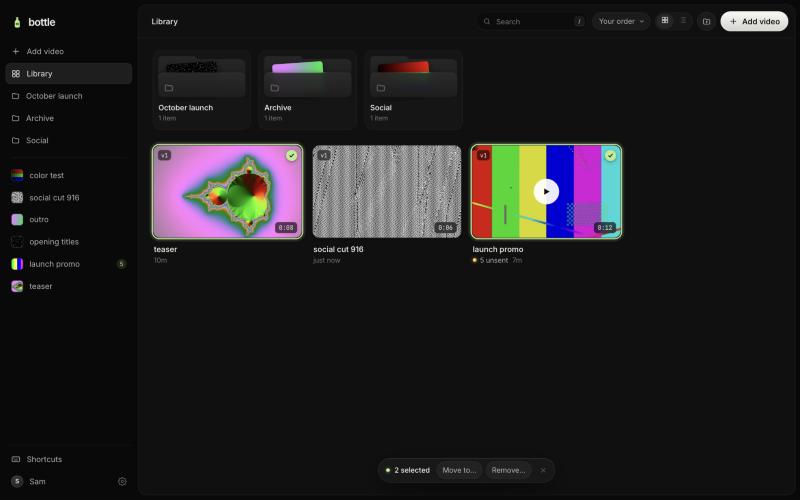 bottle
Add video
Library
October launch
Archive
Social
color test
social cut 916
outro
opening titles
launch promo 5
teaser
Shortcuts
S Sam
Library
Search /
Your order
Add video
October launch
1 item
Archive
1 item
Social
1 item
v1
0:08
teaser
10m
v1
0:06
social cut 916
just now
v1
0:12
launch promo
5 unsent 7m
2 selected Move to... Remove...